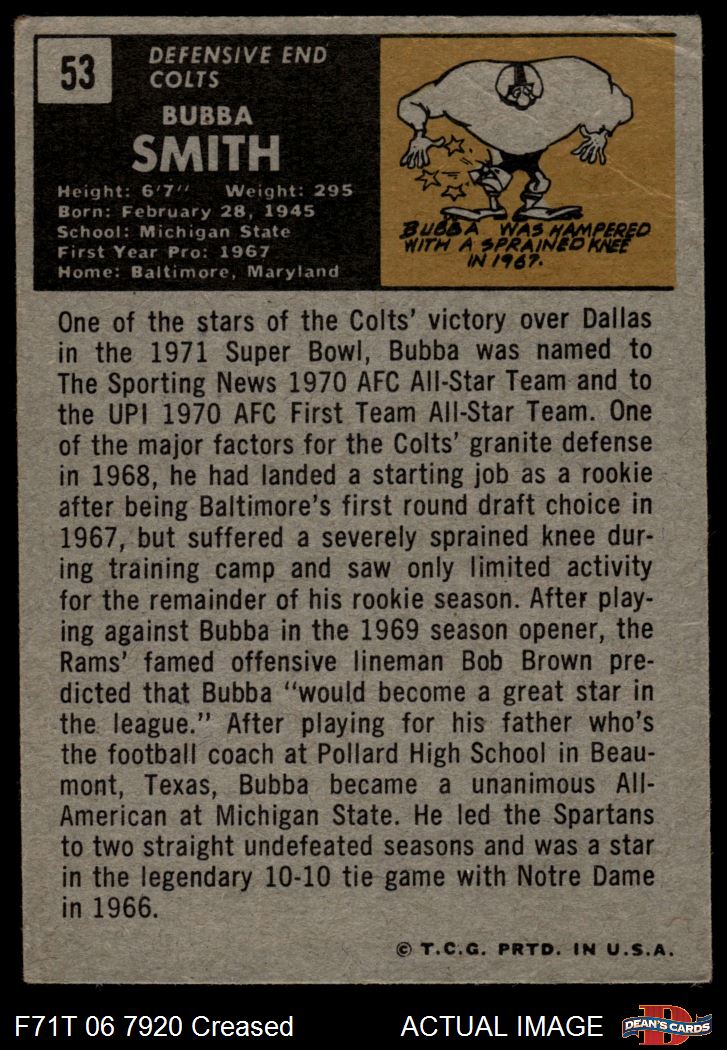 53
DEFENSIVE END
COLTS
BUBBA
SMITH
Height: 6'7" Weight: 295
Born: February 28, 1945
School: Michigan State
First Year Pro: 1967
Home: Baltimore, Maryland
BUBBA WAS HAMPERED
WITH A SPRAINED KNEE
IN 1967.
One of the stars of the Colts' victory over Dallas
in the 1971 Super Bowl, Bubba was named to
The Sporting News 1970 AFC All-Star Team and to
the UPI 1970 AFC First Team All-Star Team. One
of the major factors for the Colts' granite defense
in 1968, he had landed a starting job as a rookie
after being Baltimore's first round draft choice in
1967, but suffered a severely sprained knee dur-
ing training camp and saw only limited activity
for the remainder of his rookie season. After play-
ing against Bubba in the 1969 season opener, the
Rams' famed offensive lineman Bob Brown pre-
dicted that Bubba "would become a great star in
the league." After playing for his father who's
the football coach at Pollard High School in Beau-
mont, Texas, Bubba became a unanimous All-
American at Michigan State. He led the Spartans
to two straight undefeated seasons and was a star
in the legendary 10-10 tie game with Notre Dame
in 1966.
© T.C.G. PRTD. IN U.S.A.
F71T 06 7920 Creased ACTUAL IMAGE
D
DEAN'S CARDS